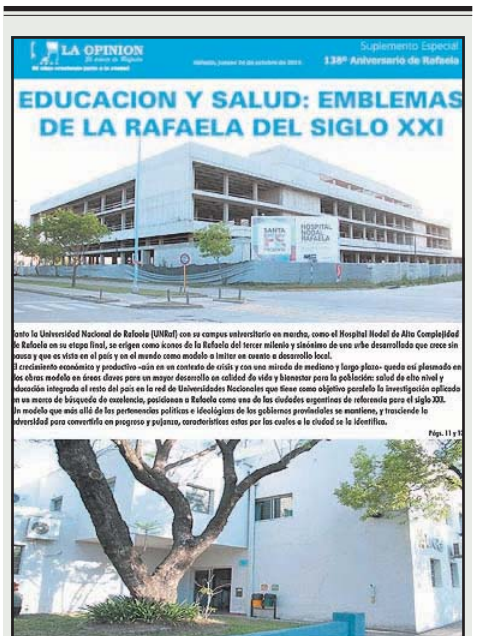 LA OPINION
Suplemento Especial
138º Aniversario de Rafaela
EDUCACION Y SALUD: EMBLEMAS
DE LA RAFAELA DEL SIGLO XXI
SANTA
FE
HOSPITAL
NODAL
RAFAELA
Tanto la Universidad Nacional de Rafaela (UNRaf) con su campus universitario en marcha, como el Hospital Nodal de Alta Complejidad
de Rafaela en su etapa final, se erigen como íconos de la Rafaela del tercer milenio y sinónimo de una urbe desarrollada que crece sin
pausa y que es vista en el país y en el mundo como modelo a imitar en cuanto a desarrollo local.
El crecimiento económico y productivo -aún en un contexto de crisis y con una mirada de mediano y largo plazo- queda así plasmado en
dos obras modelo en áreas claves para un mayor desarrollo en calidad de vida y bienestar para la población: salud de alto nivel y
educación integrada al resto del país en la red de Universidades Nacionales que tiene como objetivo paralelo la investigación aplicada
en un marco de búsqueda de excelencia, posicionan a Rafaela como una de las ciudades argentinas de referencia para el siglo XXI.
Un modelo que más allá de las pertenencias políticas e ideológicas de los gobiernos provinciales se mantiene, y trasciende la
adversidad para convertirla en progreso y pujanza, características estas por las cuales a la ciudad se la identifica.
Págs. 11 y 12